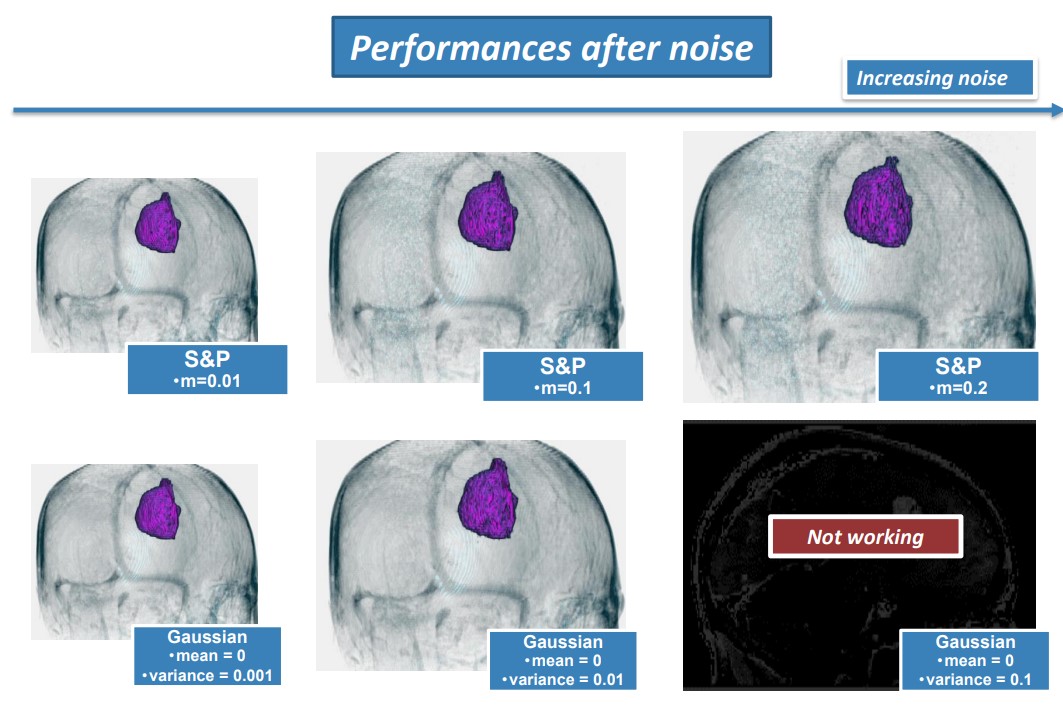 Performances after noise
Increasing noise
S&P
•m=0.01
S&P
•m=0.1
S&P
•m=0.2
Not working
Gaussian
•mean = 0
•variance = 0.001
Gaussian
•mean = 0
•variance = 0.01
Gaussian
•mean = 0
•variance = 0.1